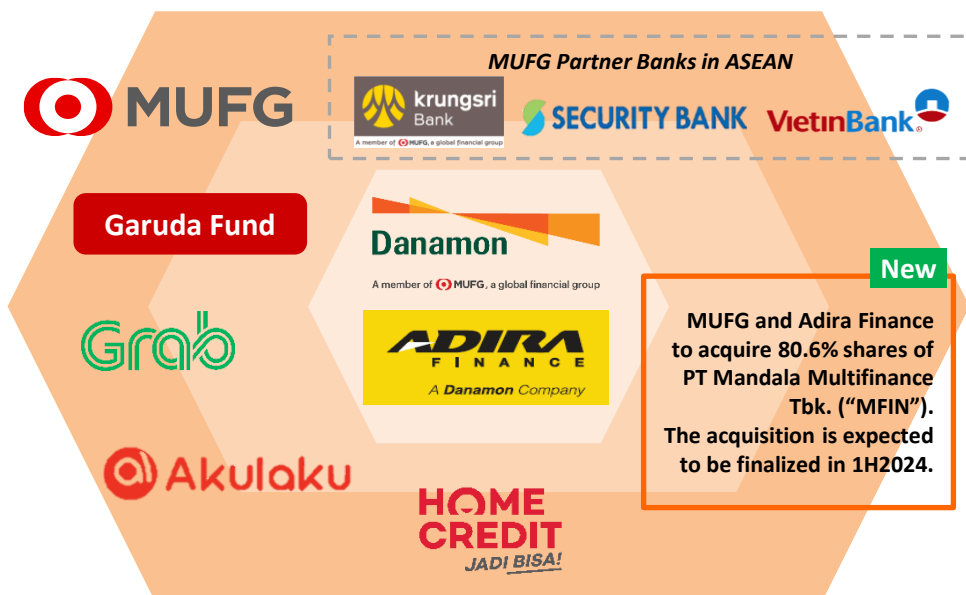 MUFG
MUFG Partner Banks in ASEAN
krungsri
Bank
A member of MUFG, a global financial group
SECURITY BANK
VietinBank®
Garuda Fund
Danamon
A member of MUFG, a global financial group
Grab
ADIRA
FINANCE
A Danamon Company
New
MUFG and Adira Finance
to acquire 80.6% shares of
PT Mandala Multifinance
Tbk. (“MFIN”).
The acquisition is expected
to be finalized in 1H2024.
Akulaku
HOME
CREDIT
JADI BISA!